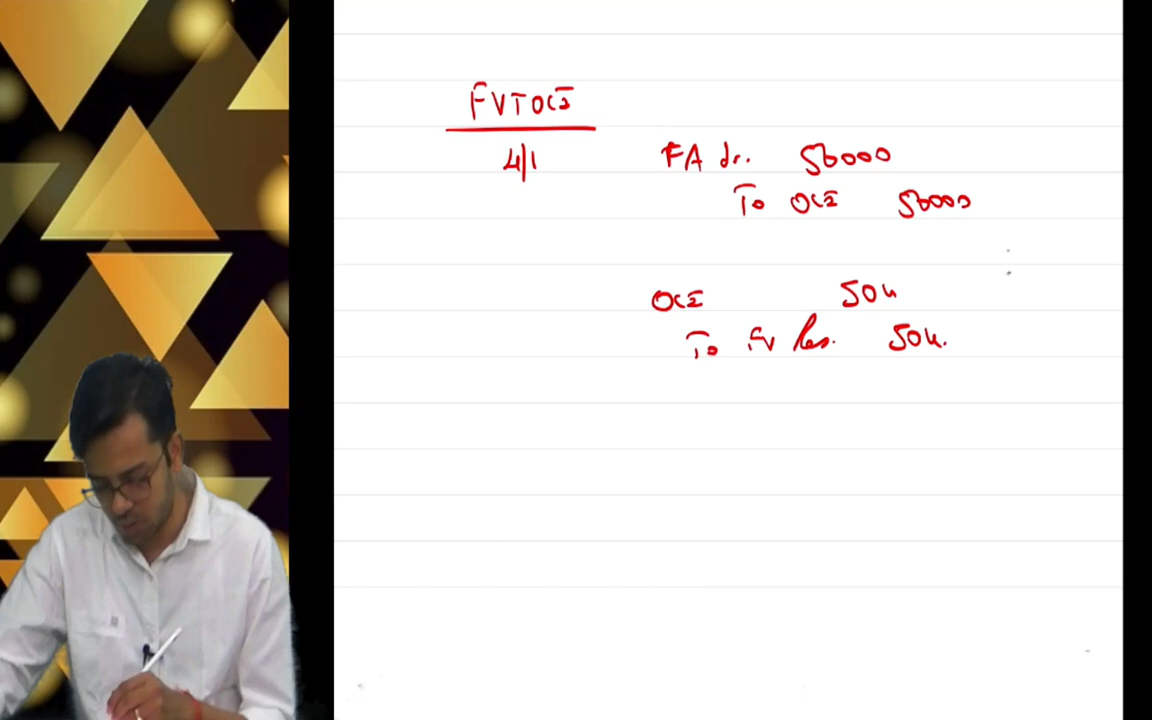 FVTOCI
4/1 FA dr. 50000
To OCI 50000
OCI 50k
To FV Res. 50k.